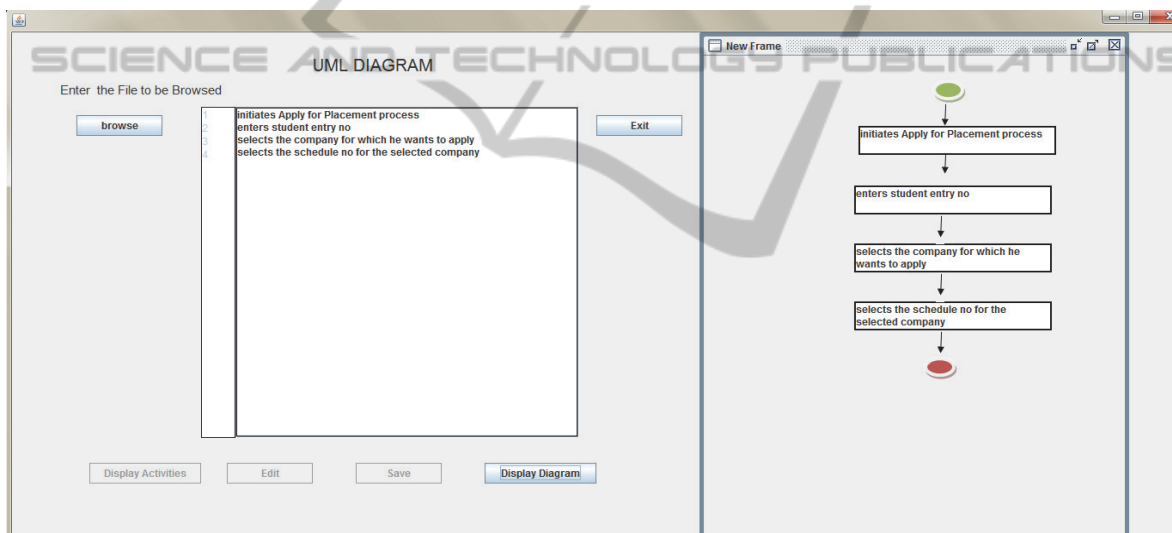 SCIENCE AND TECHNOLOGY PUBLICATIONS
UML DIAGRAM
Enter the File to be Browsed
browse
1 initiates Apply for Placement process
2 enters student entry no
3 selects the company for which he wants to apply
4 selects the schedule no for the selected company
Exit
Display Activities
Edit
Save
Display Diagram
New Frame
initiates Apply for Placement process
enters student entry no
selects the company for which he
wants to apply
selects the schedule no for the
selected company